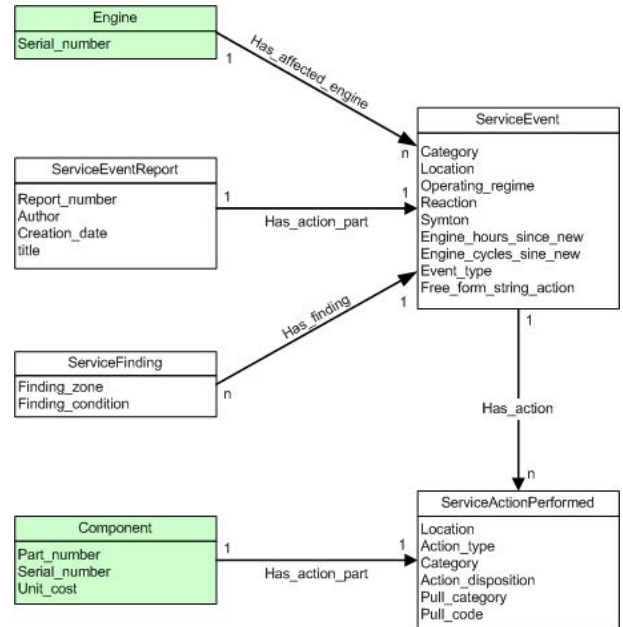 Engine
Serial_number
1
Has_affected_engine
n
ServiceEvent
Category
Location
Operating_regime
Reaction
Symton
Engine_hours_since_new
Engine_cycles_sine_new
Event_type
Free_form_string_action
ServiceEventReport
Report_number
Author
Creation_date
title
1
Has_action_part
1
ServiceFinding
Finding_zone
Finding_condition
n
Has_finding
1
1
Has_action
n
Component
Part_number
Serial_number
Unit_cost
1
Has_action_part
1
ServiceActionPerformed
Location
Action_type
Category
Action_disposition
Pull_category
Pull_code